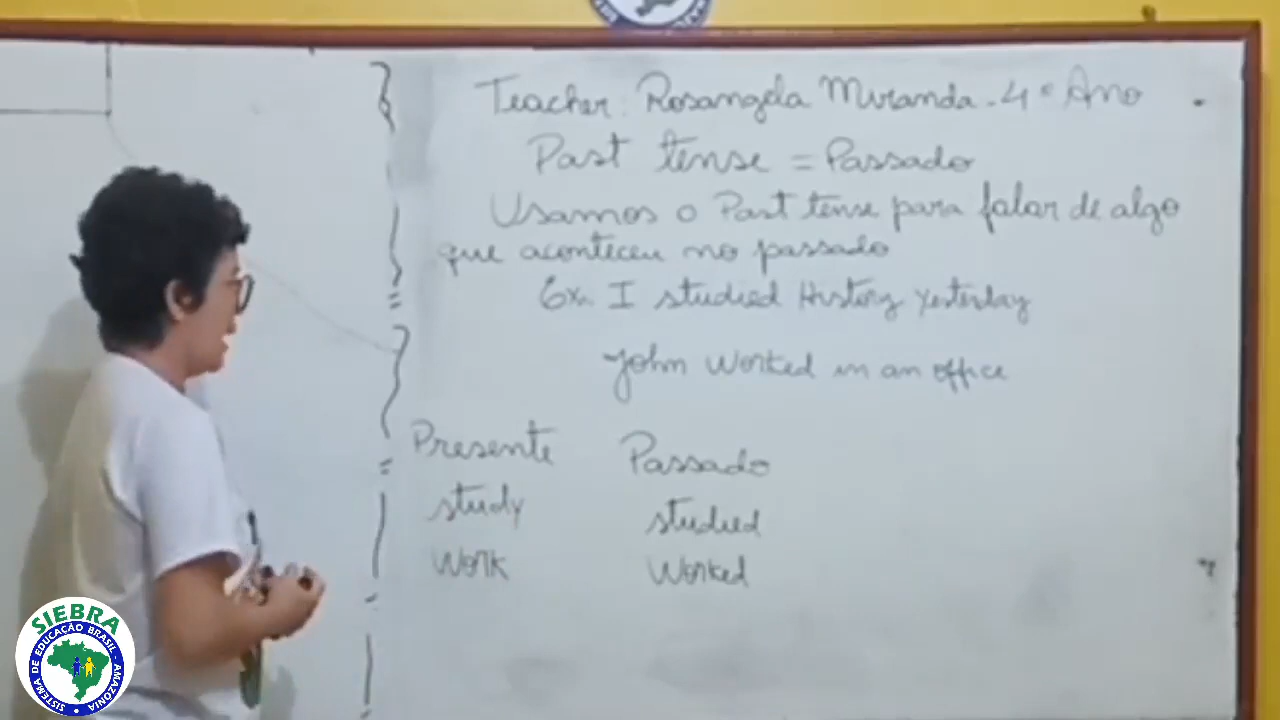 Teacher: Rosangela Miranda - 4º Ano
Past tense = Passado
Usamos o Past tense para falar de algo
que aconteceu no passado
Ex: I studied History yesterday
John Worked in an office
Presente Passado
study studied
Work Worked
SIEBRA
SISTEMA DE EDUCAÇÃO BRASIL - AMAZÔNIA